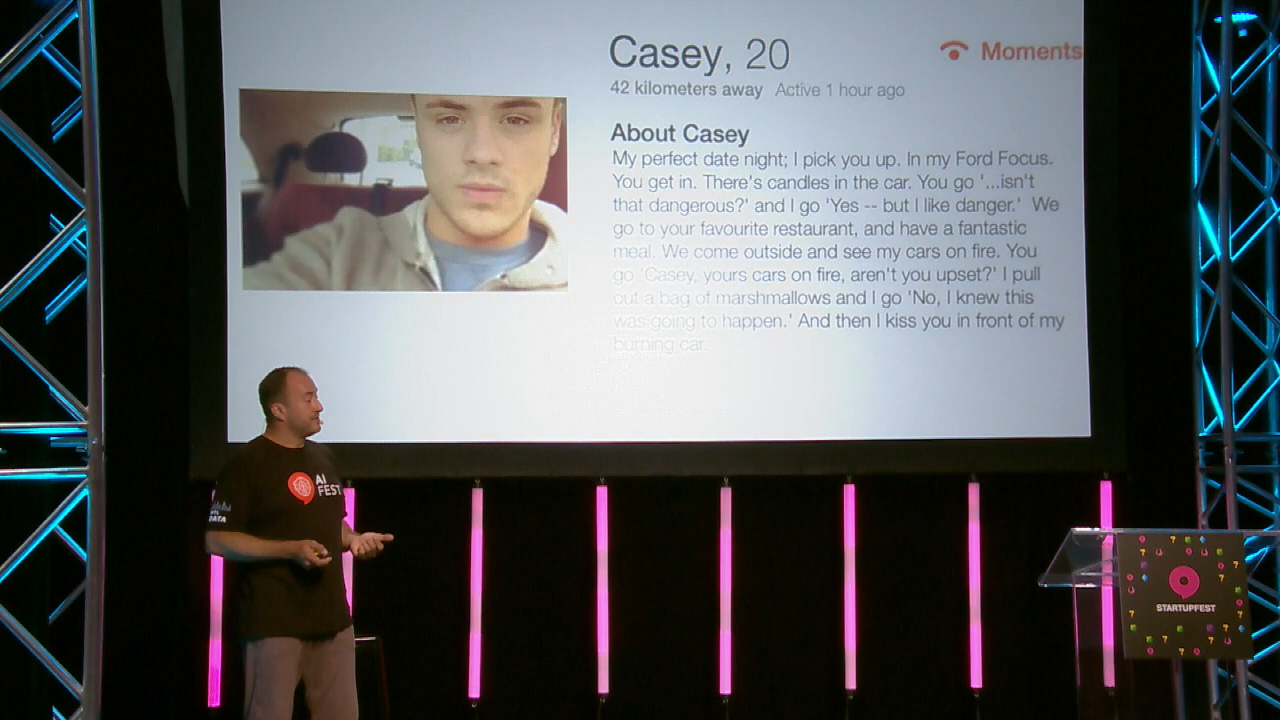 Casey, 20
Moments
42 kilometers away Active 1 hour ago
About Casey
My perfect date night; I pick you up. In my Ford Focus.
You get in. There's candles in the car. You go '...isn't
that dangerous?' and I go 'Yes -- but I like danger.' We
go to your favourite restaurant, and have a fantastic
meal. We come outside and see my cars on fire. You
go 'Casey, yours cars on fire, aren't you upset?' I pull
out a bag of marshmallows and I go 'No, I knew this
was going to happen.' And then I kiss you in front of my
burning car.
AI
FEST
DATA
STARTUPFEST